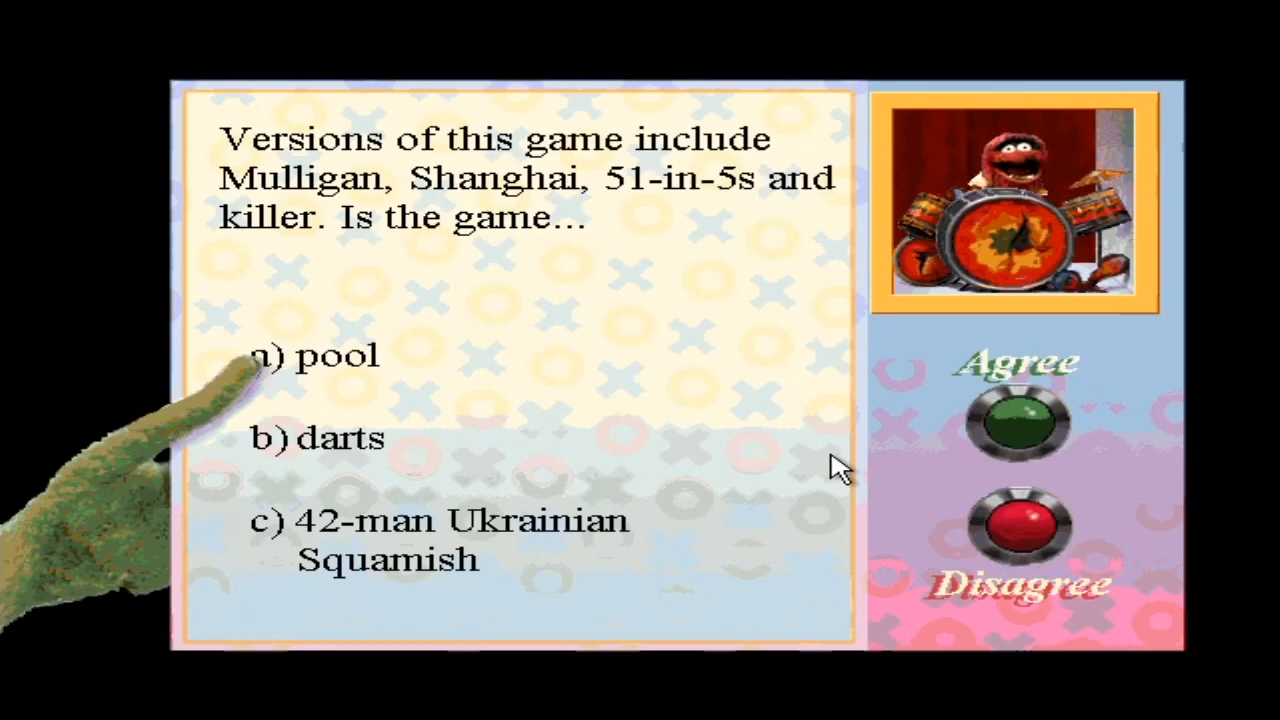 Versions of this game include
Mulligan, Shanghai, 51-in-5s and
killer. Is the game...
a) pool
b) darts
c) 42-man Ukrainian
Squamish
Agree
Disagree